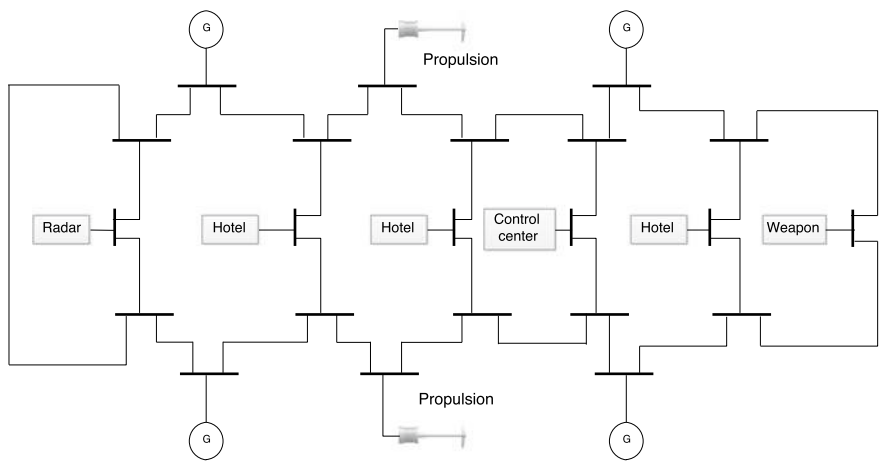 G
G
Propulsion
Radar
Hotel
Hotel
Control
center
Hotel
Weapon
Propulsion
G
G